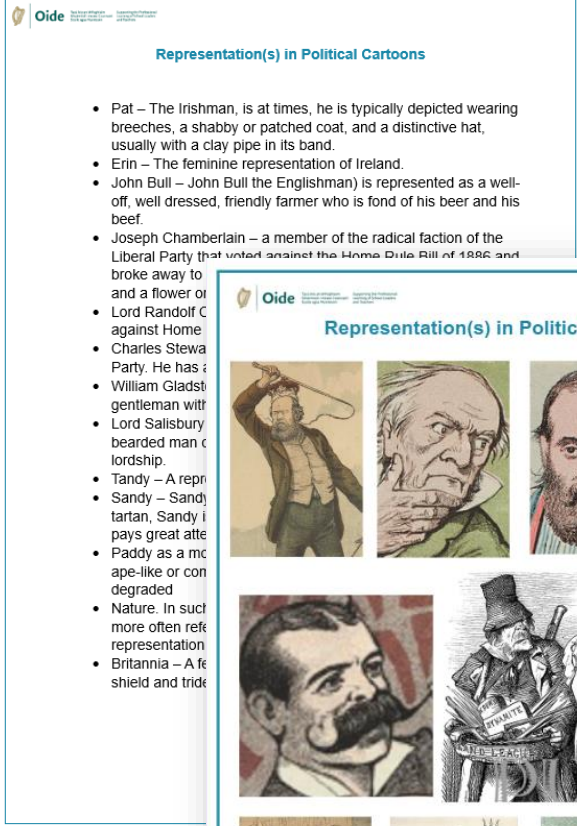 Oide
Representation(s) in Political Cartoons
• Pat – The Irishman, is at times, he is typically depicted wearing
breeches, a shabby or patched coat, and a distinctive hat,
usually with a clay pipe in its band.
• Erin – The feminine representation of Ireland.
• John Bull – John Bull the Englishman) is represented as a well-
off, well dressed, friendly farmer who is fond of his beer and his
beef.
• Joseph Chamberlain – a member of the radical faction of the
Liberal Party that voted against the Home Rule Bill of 1886 and
broke away to
and a flower or
• Lord Randolf C
against Home
• Charles Stewa
Party. He has a
• William Gladsto
gentleman with
• Lord Salisbury
bearded man o
lordship.
• Tandy – A repre
• Sandy – Sandy
tartan, Sandy i
pays great atte
• Paddy as a mo
ape-like or com
degraded
• Nature. In such
more often refe
representation
• Britannia – A fe
shield and tride
Oide
Representation(s) in Politic
DYNAMITE
LEAGUE